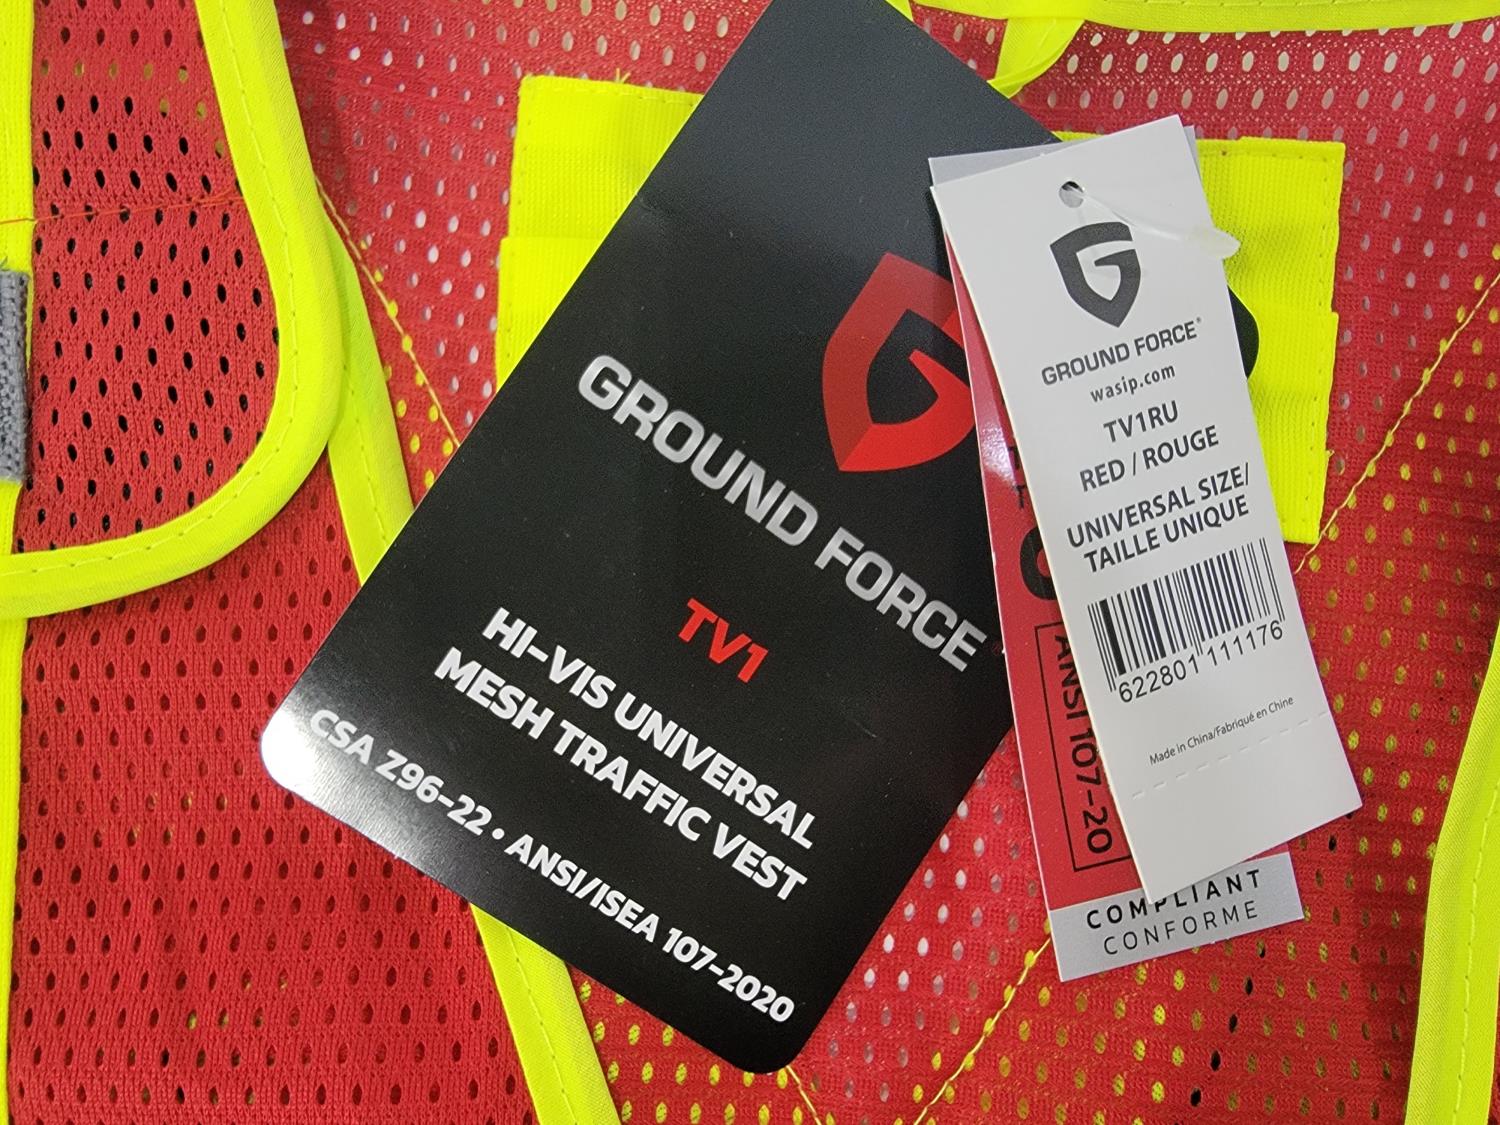 GROUND FORCE
TV1
HI-VIS UNIVERSAL
MESH TRAFFIC VEST
CSA Z96-22 • ANSI/ISEA 107-2020
GROUND FORCE®
wasip.com
TV1RU
RED / ROUGE
UNIVERSAL SIZE/
TAILLE UNIQUE
622801 111176
Made in China/Fabriqué en Chine
ANSI 107-20
COMPLIANT
CONFORME